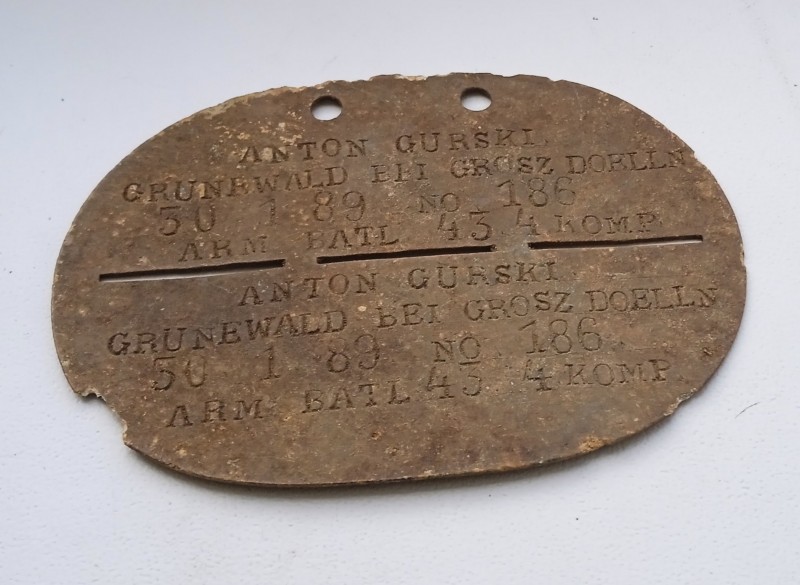 ANTON GURSKI.
GRUNEWALD BEI GROSZ DOELLN
30 1 89 NO 186
ARM BATL 43 4 KOMP
ANTON GURSKI
GRUNEWALD BEI GROSZ DOELLN
30 1 89 NO 186
ARM BATL 43 4 KOMP